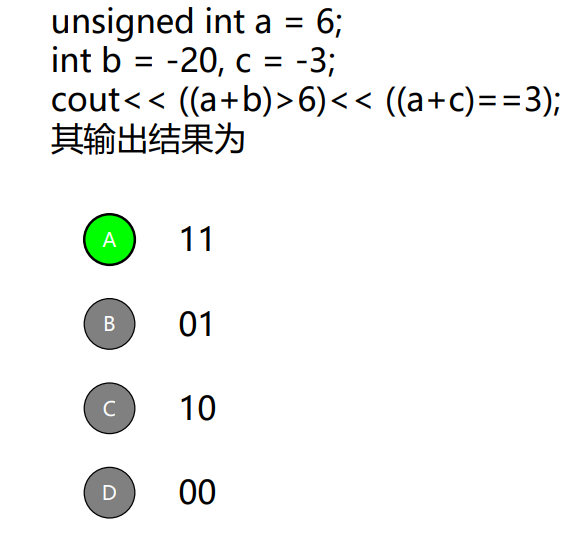 unsigned int a = 6;
int b = -20, c = -3;
cout<< ((a+b)>6)<< ((a+c)==3);
其输出结果为
A 11
B 01
C 10
D 00